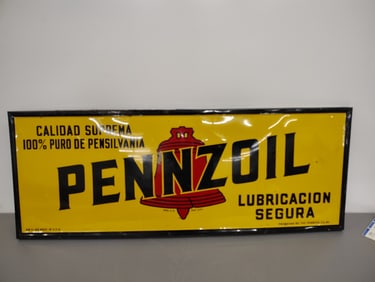 CALIDAD SUPREMA
100% PURO DE PENSILVANIA
PENNZOIL
LUBRICACION
SEGURA